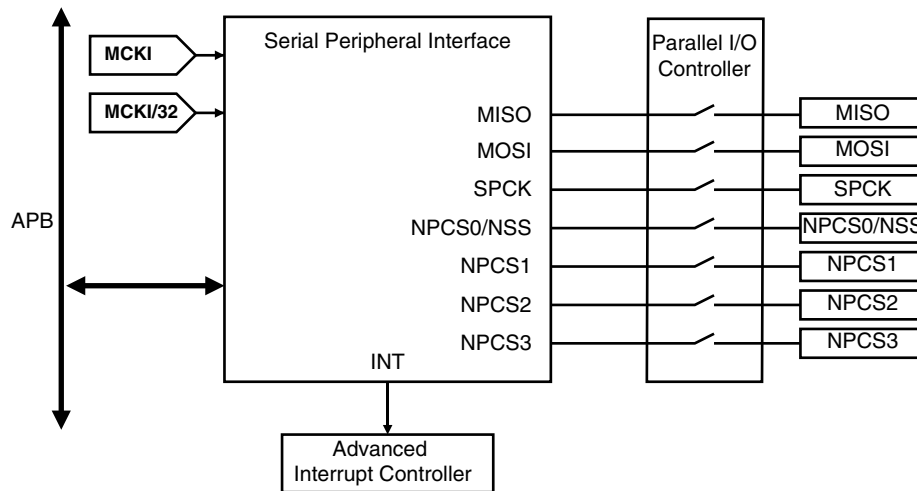 MCKI
MCKI/32
APB
Serial Peripheral Interface
MISO
MOSI
SPCK
NPCS0/NSS
NPCS1
NPCS2
NPCS3
INT
Parallel I/O
Controller
MISO
MOSI
SPCK
NPCS0/NSS
NPCS1
NPCS2
NPCS3
Advanced
Interrupt Controller